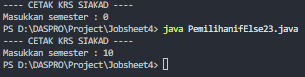 ---- CETAK KRS SIAKAD ----
Masukkan semester : 0
PS D:\DASPRO\Project\Jobsheet4> java PemilihanifElse23.java
---- CETAK KRS SIAKAD ----
Masukkan semester : 10
PS D:\DASPRO\Project\Jobsheet4>